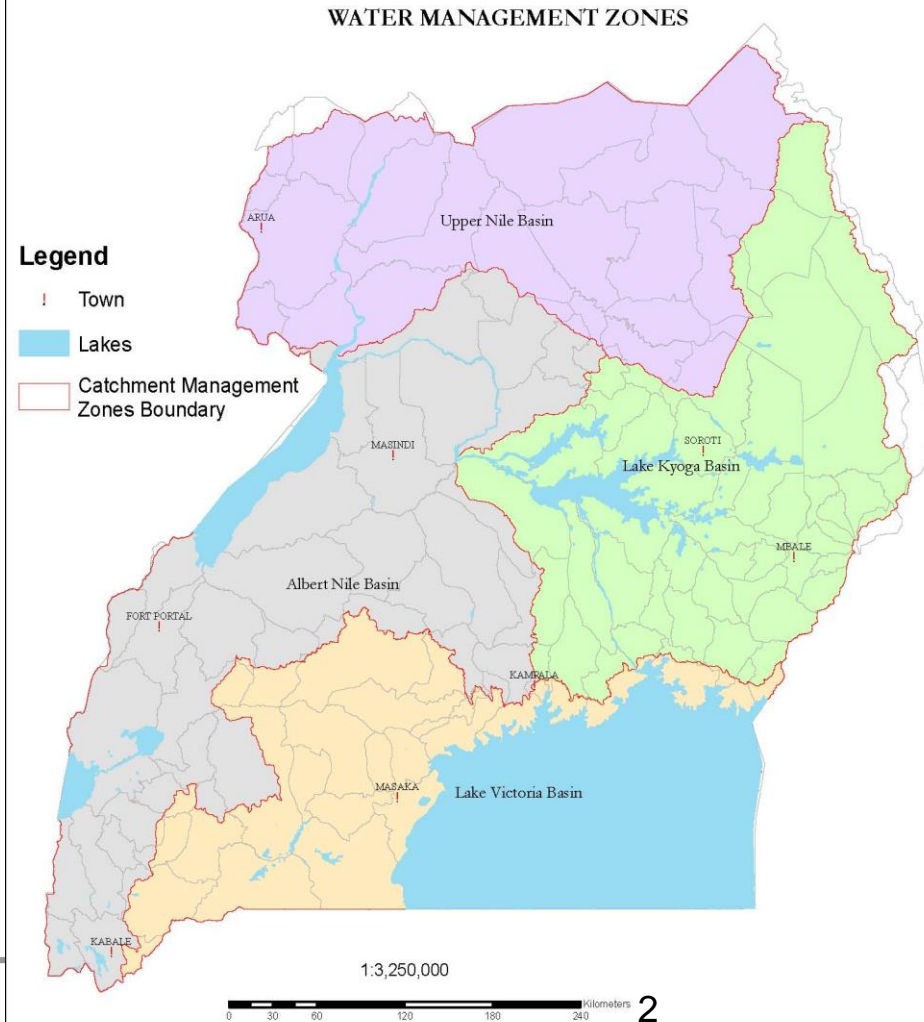 WATER MANAGEMENT ZONES
ARUA
Upper Nile Basin
Legend
! Town
Lakes
Catchment Management
Zones Boundary
MASINDI
SOROTI
Lake Kyoga Basin
MBALE
Albert Nile Basin
FORT PORTAL
KAMPALA
MASAKA
Lake Victoria Basin
KABALE
1:3,250,000
Kilometers
0 30 60 120 180 240
2